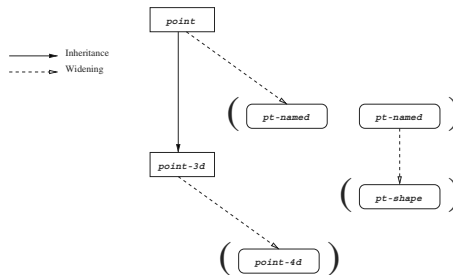 point
Inheritance
Widening
( pt-named )
( pt-named )
point-3d
( pt-shape )
( point-4d )